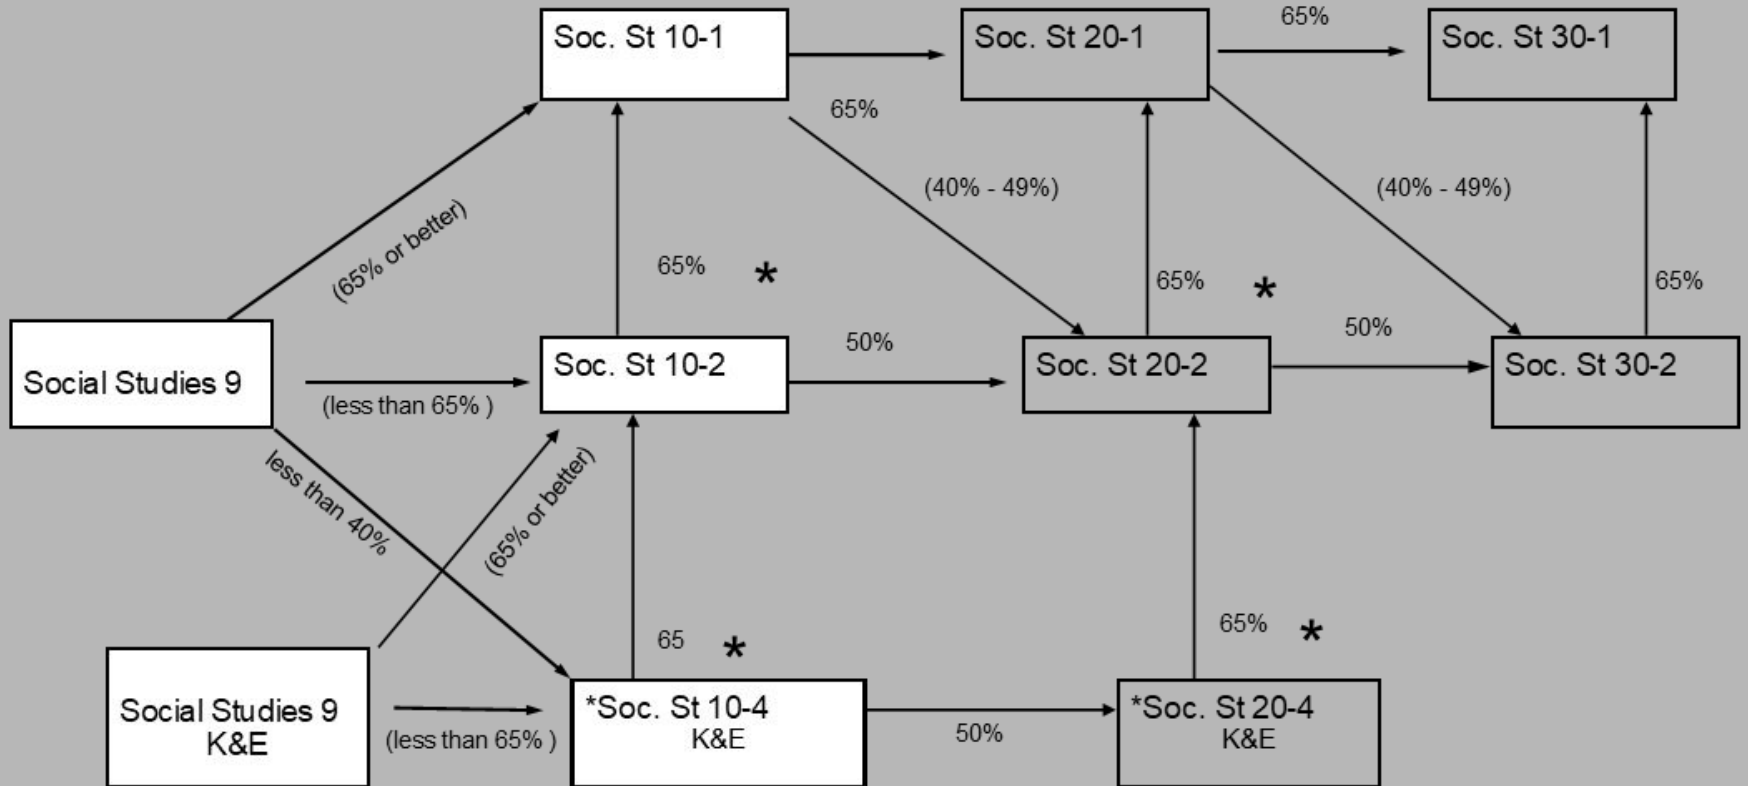 Soc. St 10-1
Soc. St 20-1
65%
Soc. St 30-1
65%
(40% - 49%)
(40% - 49%)
(65% or better)
65% *
65% *
65%
Social Studies 9
(less than 65% )
Soc. St 10-2
50%
Soc. St 20-2
50%
Soc. St 30-2
less than 40%
(65% or better)
65 *
65% *
Social Studies 9
K&E
(less than 65% )
*Soc. St 10-4
K&E
50%
*Soc. St 20-4
K&E